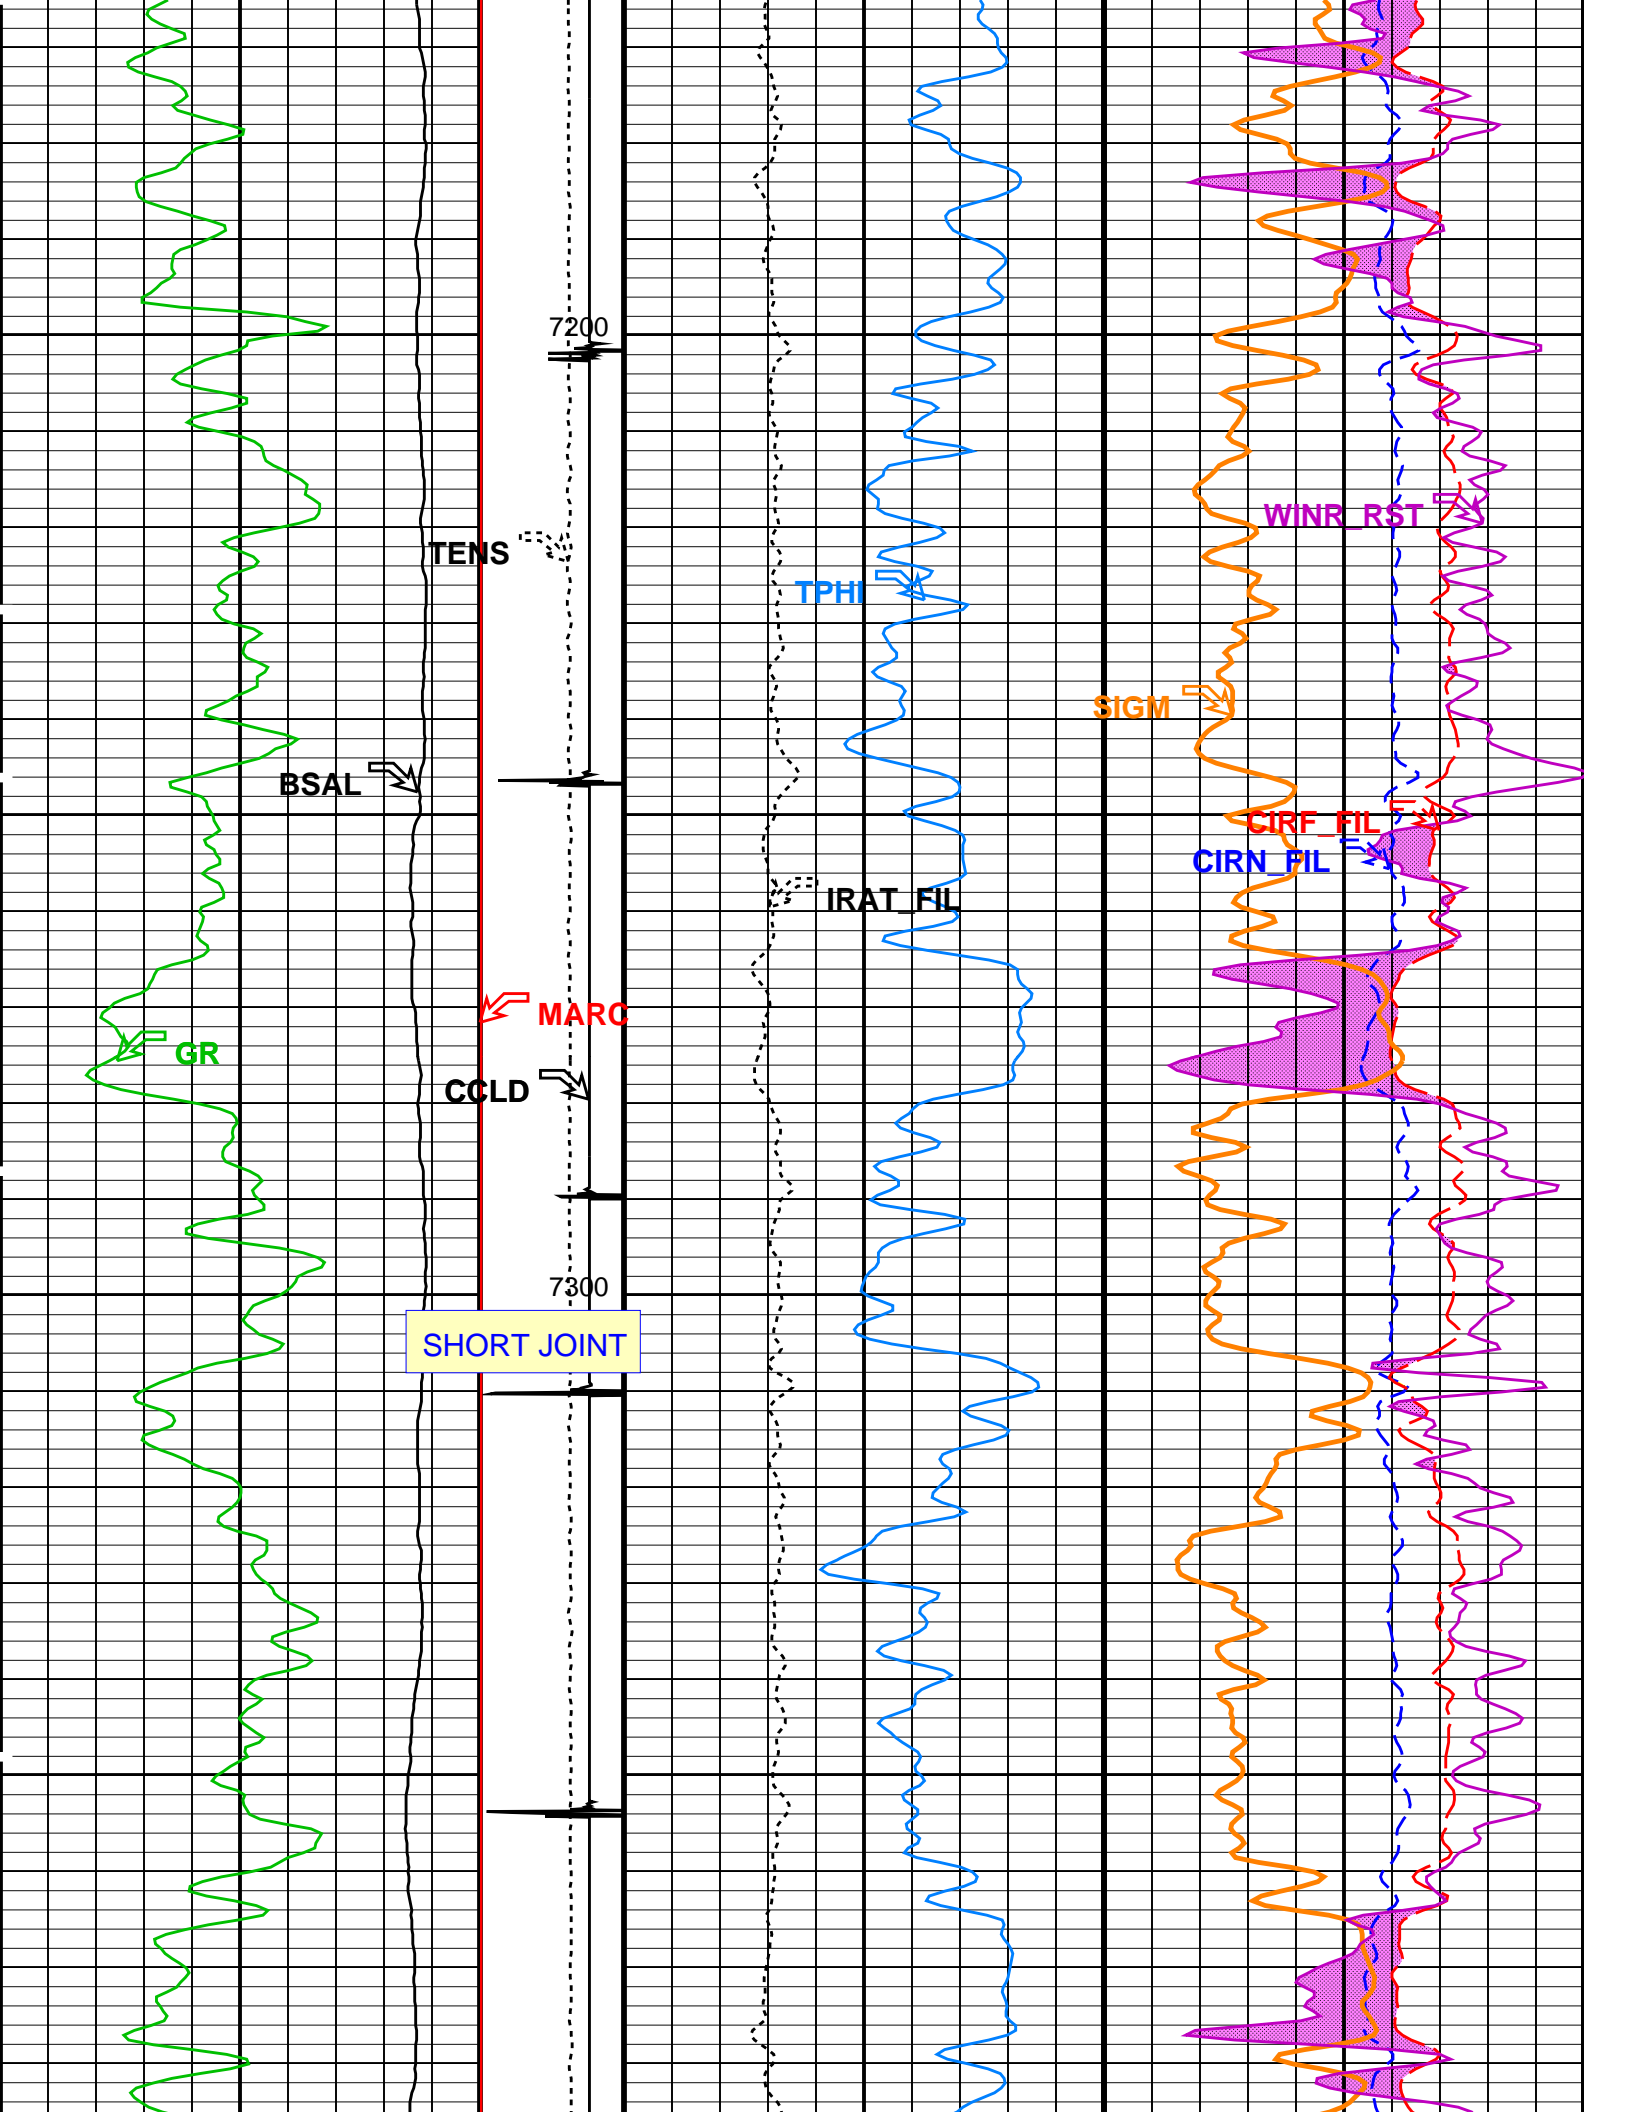 7200
WINR_RST
TENS
TPHI
SIGM
BSAL
CIRF_FIL
CIRN_FIL
IRAT_FIL
MARC
GR
CCLD
7300
SHORT JOINT